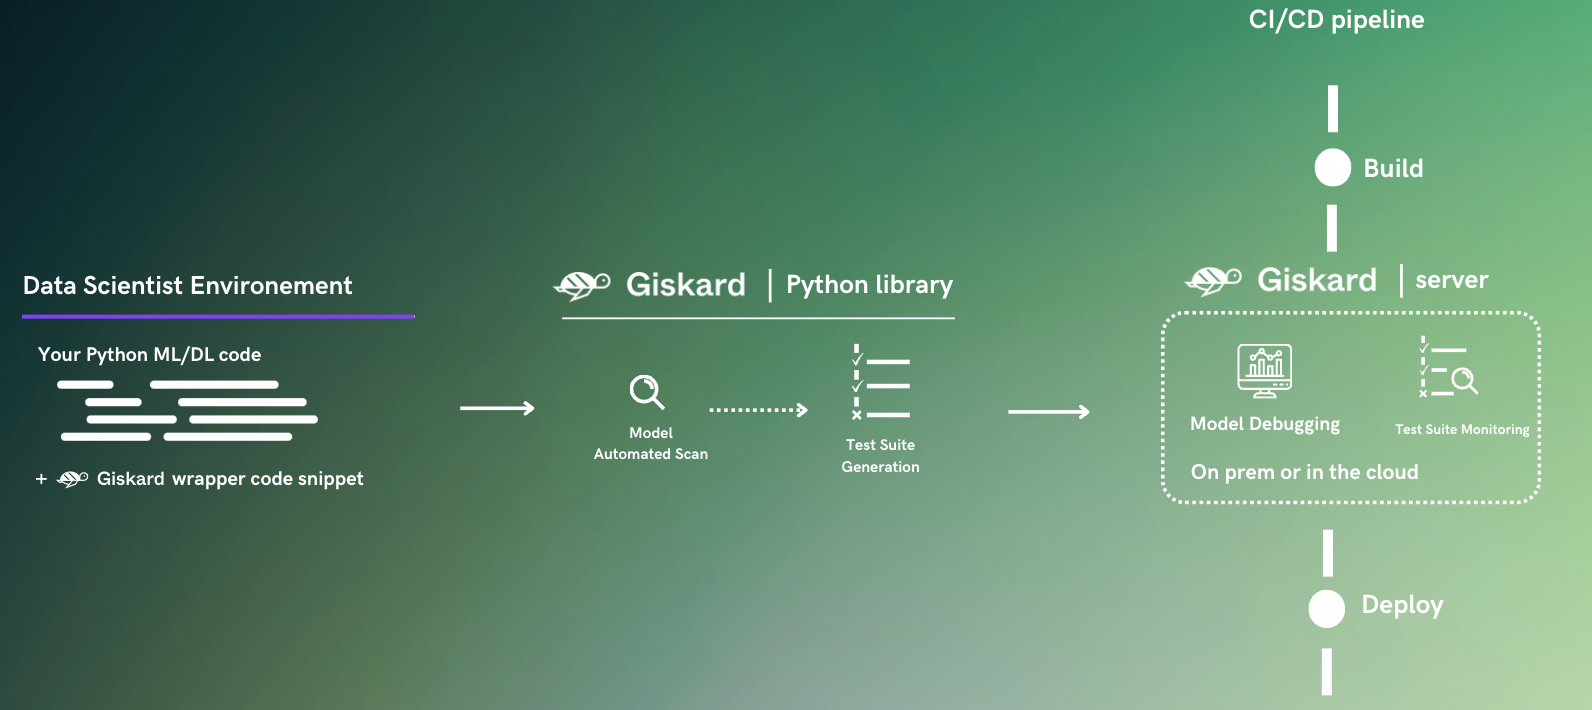 CI/CD pipeline
Build
Data Scientist Environement
Your Python ML/DL code
+ Giskard wrapper code snippet
Giskard | Python library
Model
Automated Scan
Test Suite
Generation
Giskard | server
Model Debugging
Test Suite Monitoring
On prem or in the cloud
Deploy